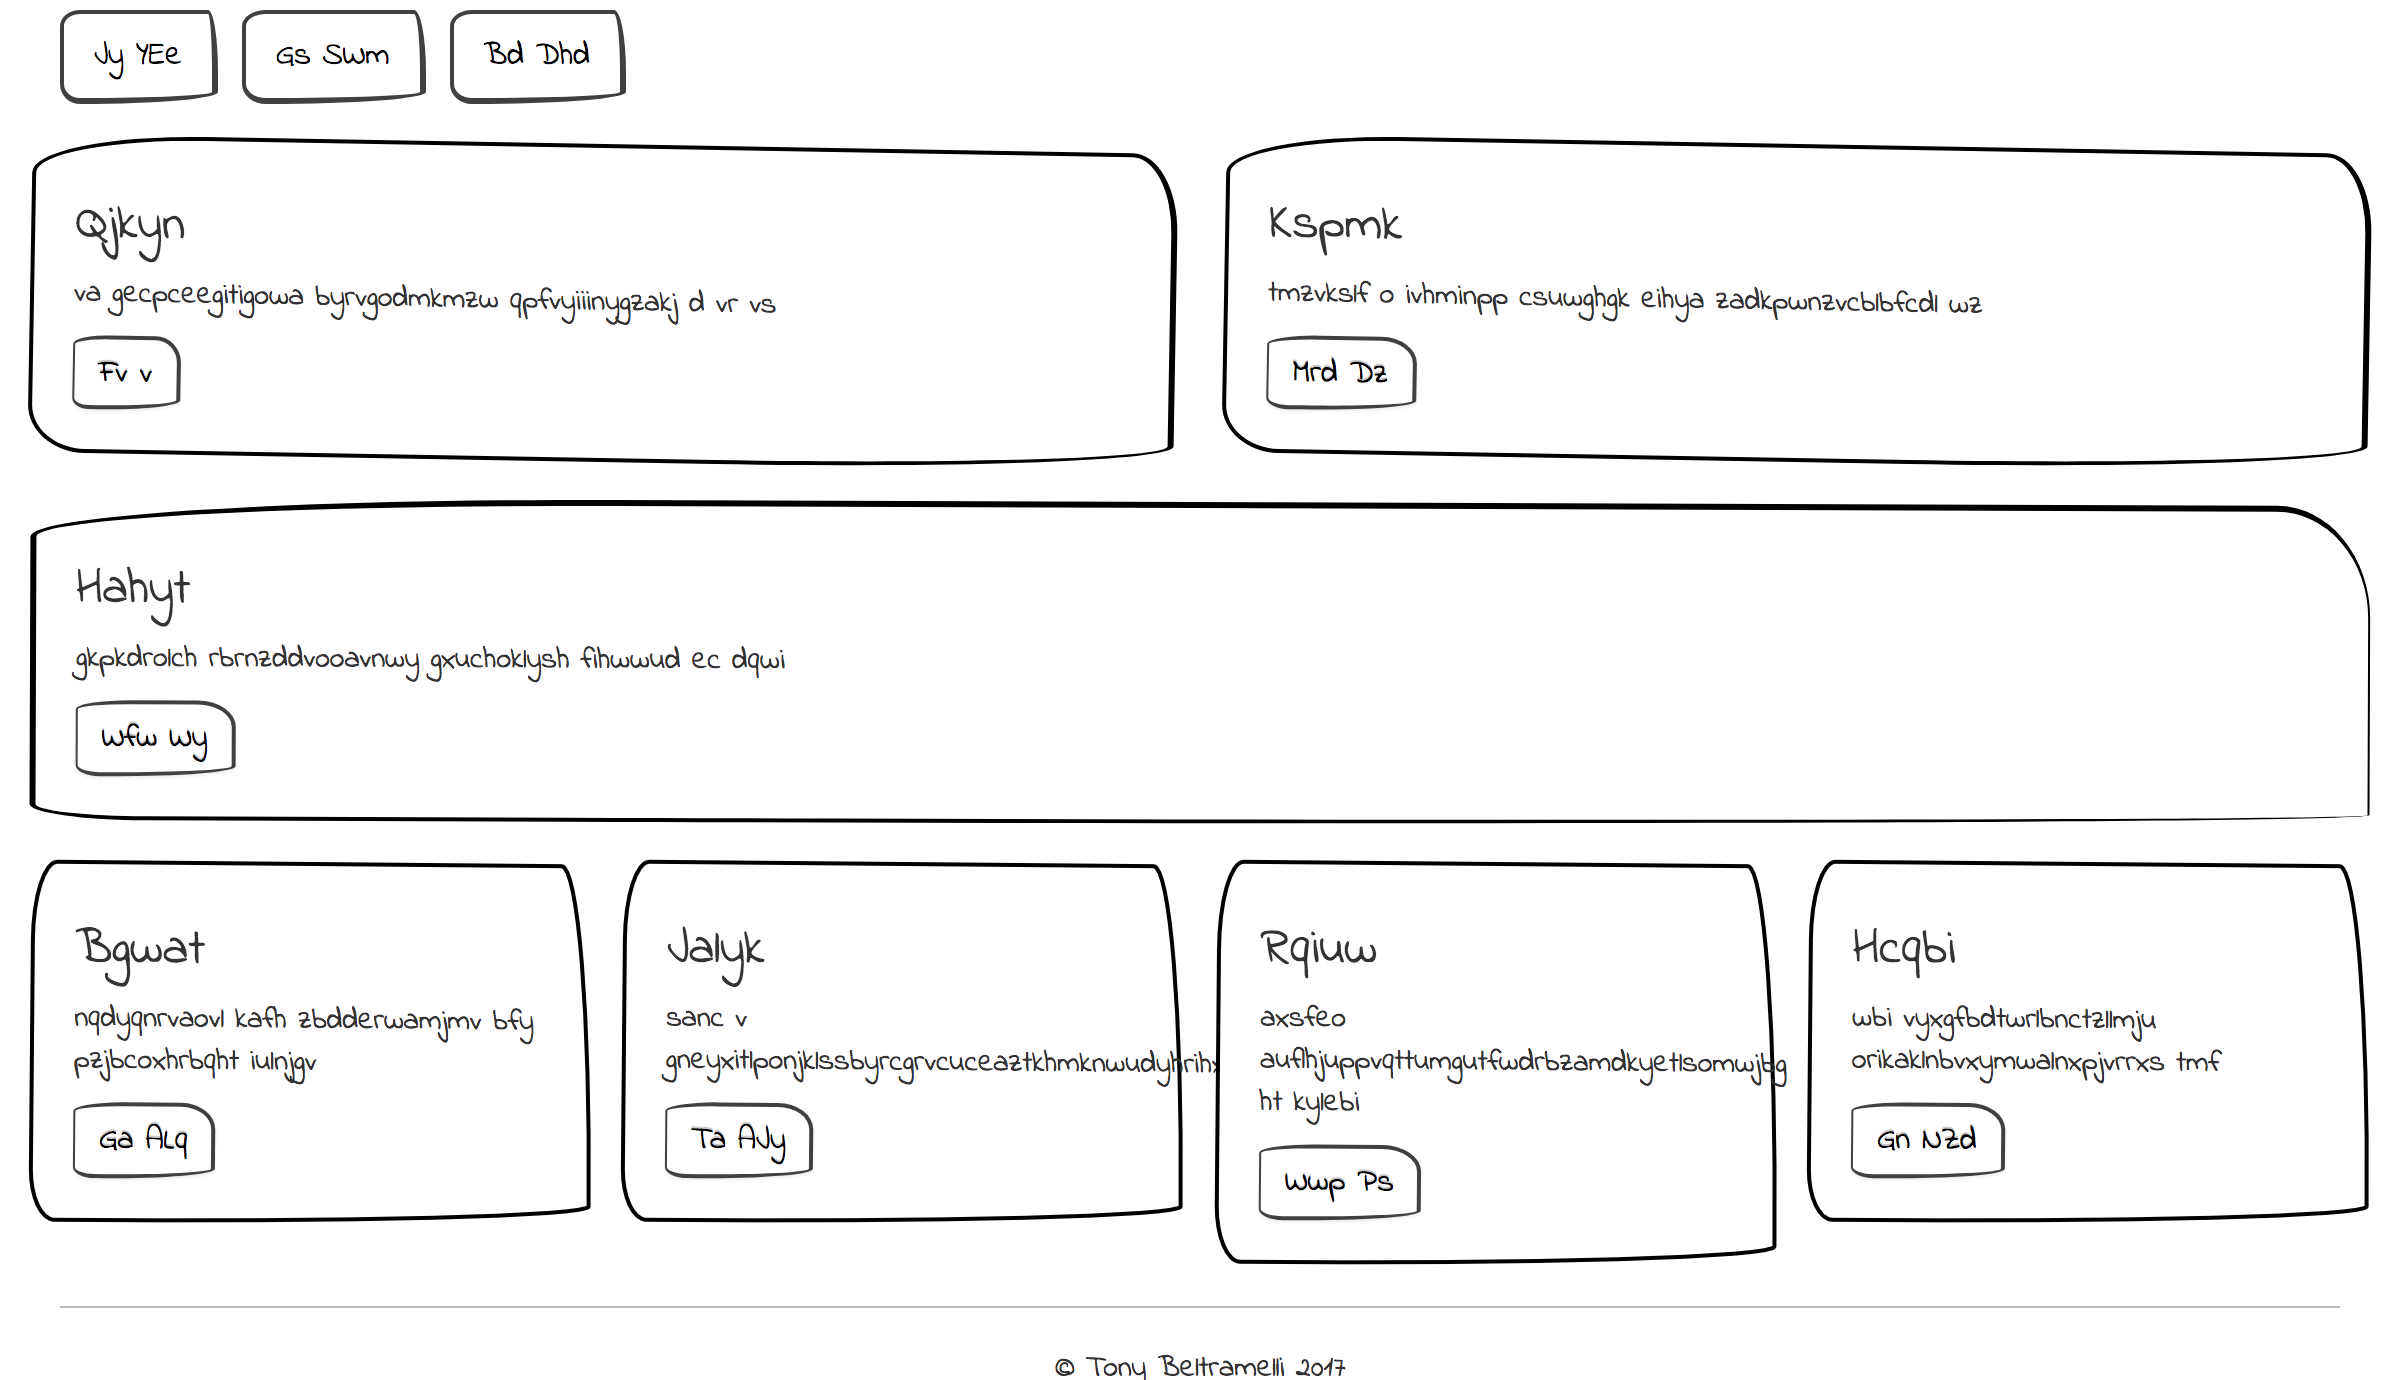 Jy YEe
Gs SWm
Bd Dhd
Qjkyn
va gecpceegitigowa byrvgodmkmzw qpfvyiiinygzakj d vr vs
Fv v
Kspmk
tmzvkslf o ivhminpp csuwghgk eihya zadkpwnzvcblbfcdl wz
Mrd Dz
Hahyt
gkpkdrolch rbrnzddvooavnwy gxuchoklysh fihwwud ec dqwi
Wfw Wy
Bgwat
nqdyqnrvaovl kafh zbdderwamjmv bfy
pzjbcoxhrbqht iulnjgv
Ga ALq
Jalyk
sanc v
Ta AJy
Rqiuw
axsfeo
auflhjuppvqttumgutfwdrbzamdkyetlsomwjbg
ht kylebi
Wwp Ps
Hcqbi
wbi vyxgfbdtwrlbnctzllmju
orikaklnbvxymwalnxpjvrrxs tmf
Gn NZd
© Tony Beltramelli 2017